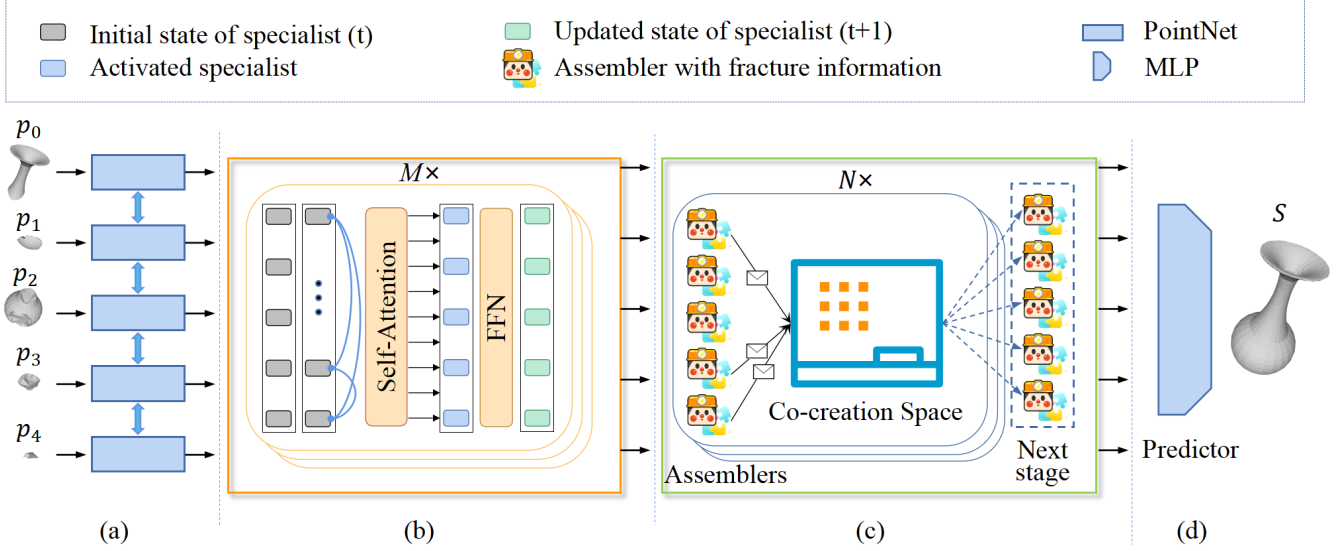 Initial state of specialist (t)
Updated state of specialist (t+1)
PointNet
Activated specialist
Assembler with fracture information
MLP
p0
p1
p2
p3
p4
M×
Self-Attention
FFN
N×
Co-creation Space
Assemblers
Next
stage
S
Predictor
(a)
(b)
(c)
(d)